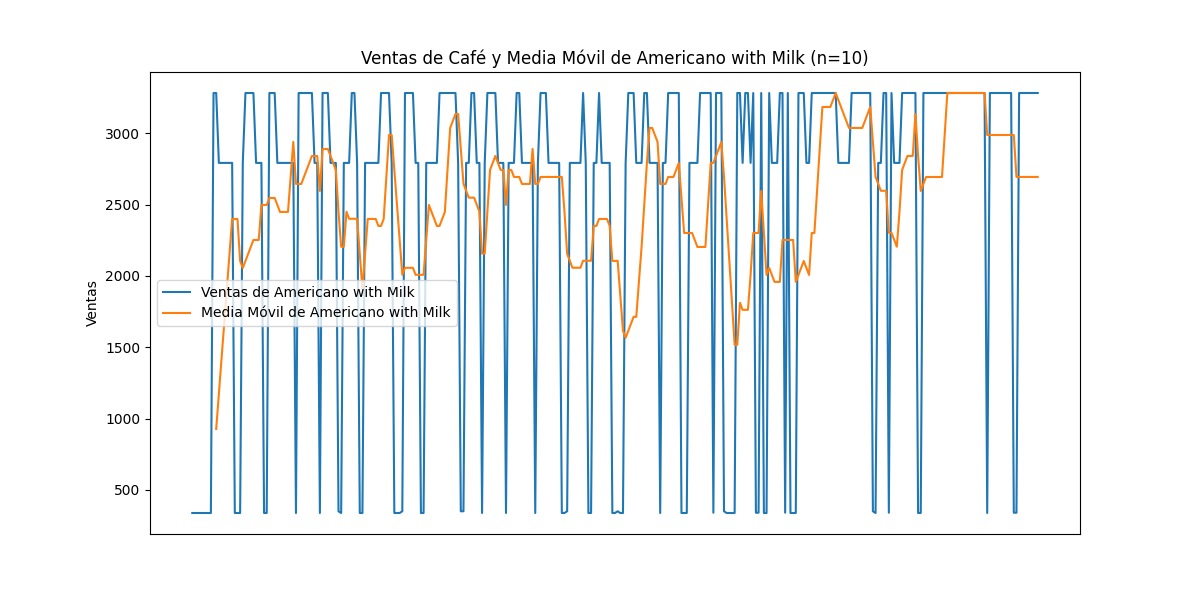 Ventas de Café y Media Móvil de Americano with Milk (n=10)
3000
2500
2000
1500
1000
500
Ventas
Ventas de Americano with Milk
Media Móvil de Americano with Milk